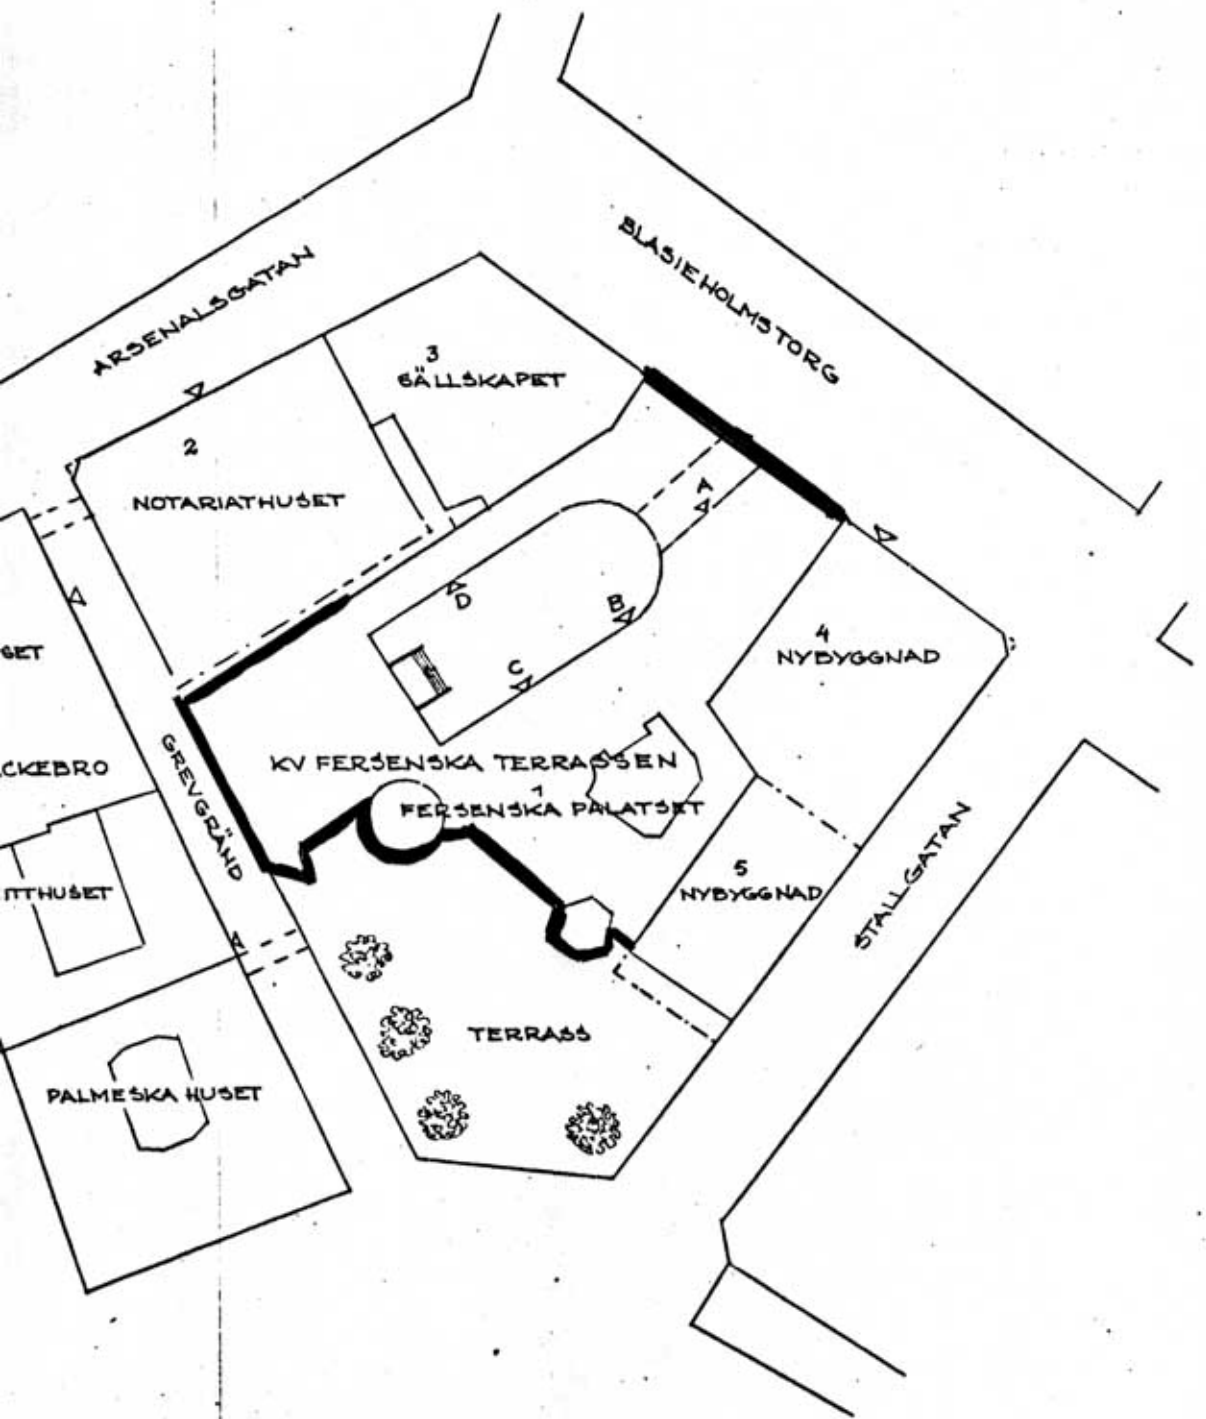 ARSENALSGATAN
BLASIEHOLMSTORG
3
SÄLLSKAPET
2
NOTARIATHUSET
A
D
B
C
4
NYBYGGNAD
SET
CKEBRO
GREVGRÄND
KV FERSENSKA TERRASSEN
1
FERSENSKA PALATSET
5
NYBYGGNAD
STALLGATAN
ITTHUSET
TERRASS
PALMESKA HUSET